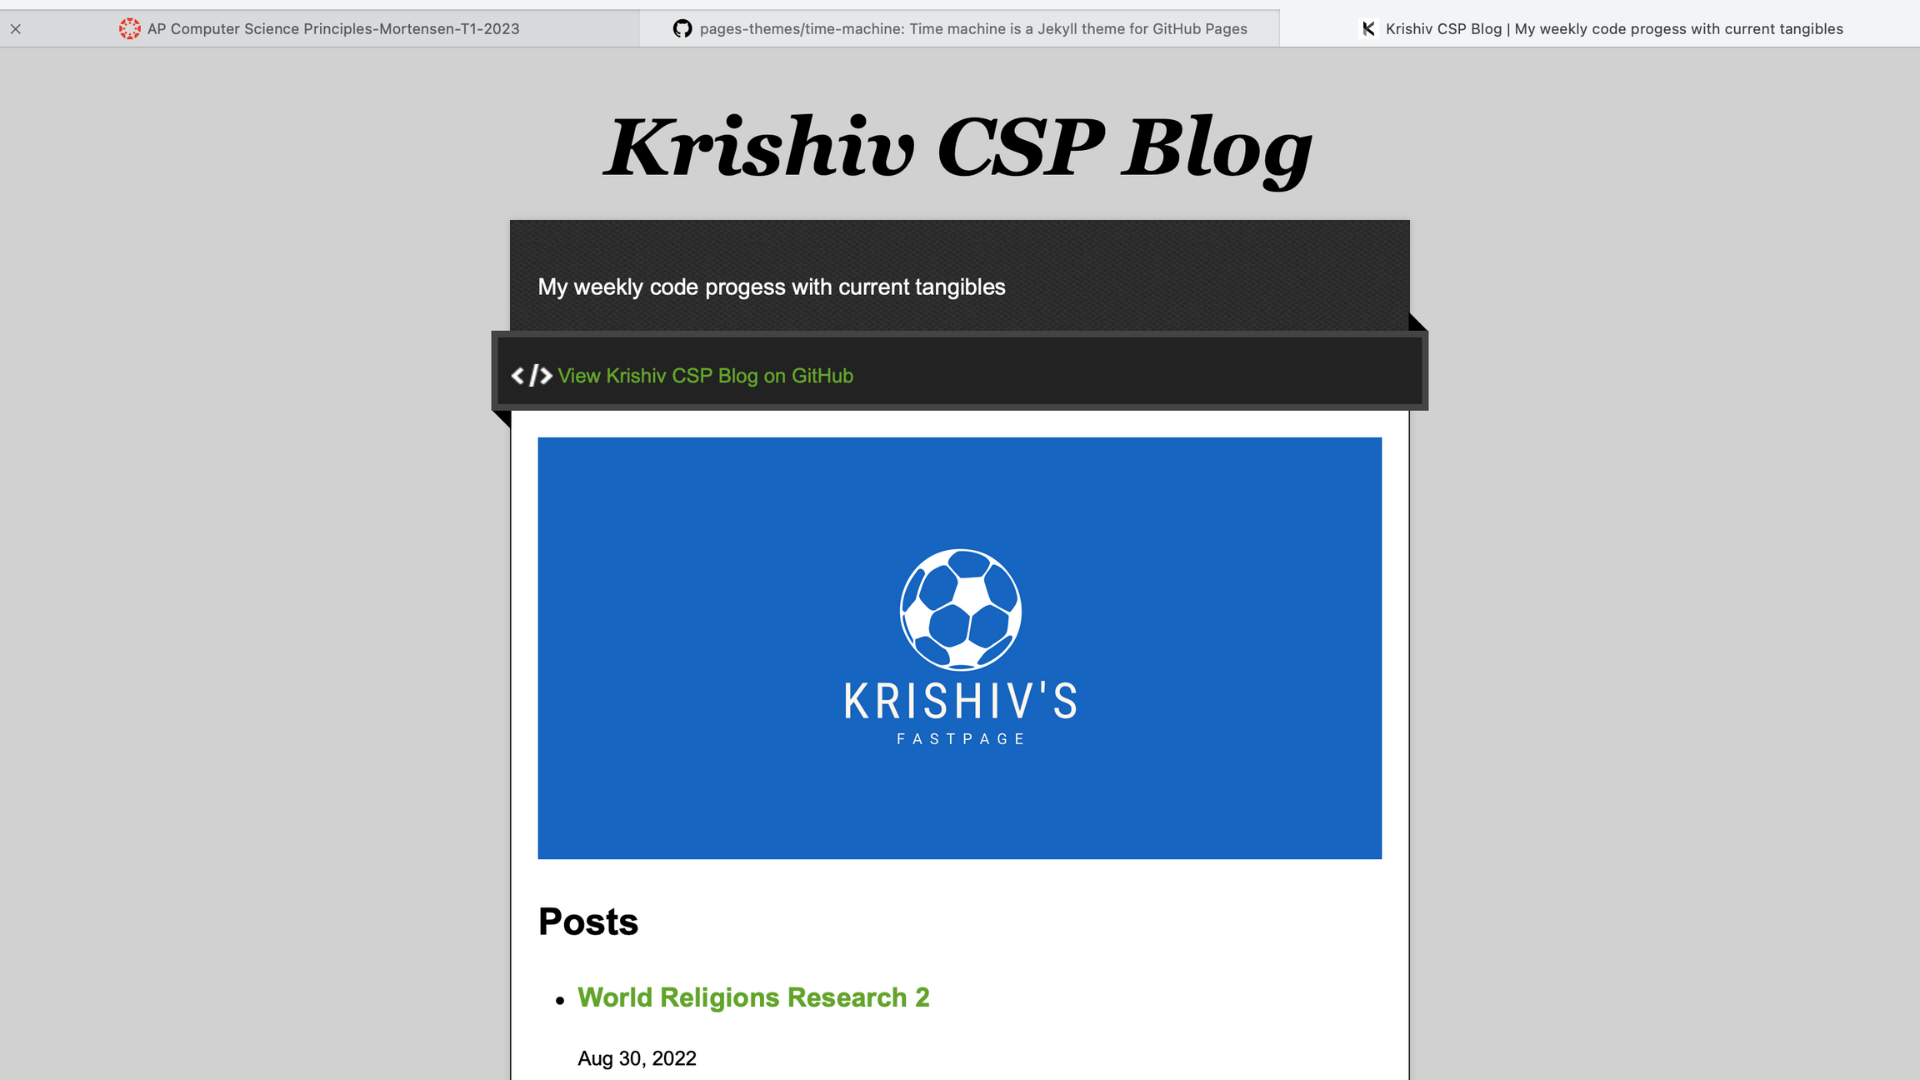 AP Computer Science Principles-Mortensen-T1-2023
pages-themes/time-machine: Time machine is a Jekyll theme for GitHub Pages
Krishiv CSP Blog | My weekly code progess with current tangibles
Krishiv CSP Blog
My weekly code progess with current tangibles
</> View Krishiv CSP Blog on GitHub
KRISHIV'S
FASTPAGE
Posts
• World Religions Research 2
Aug 30, 2022